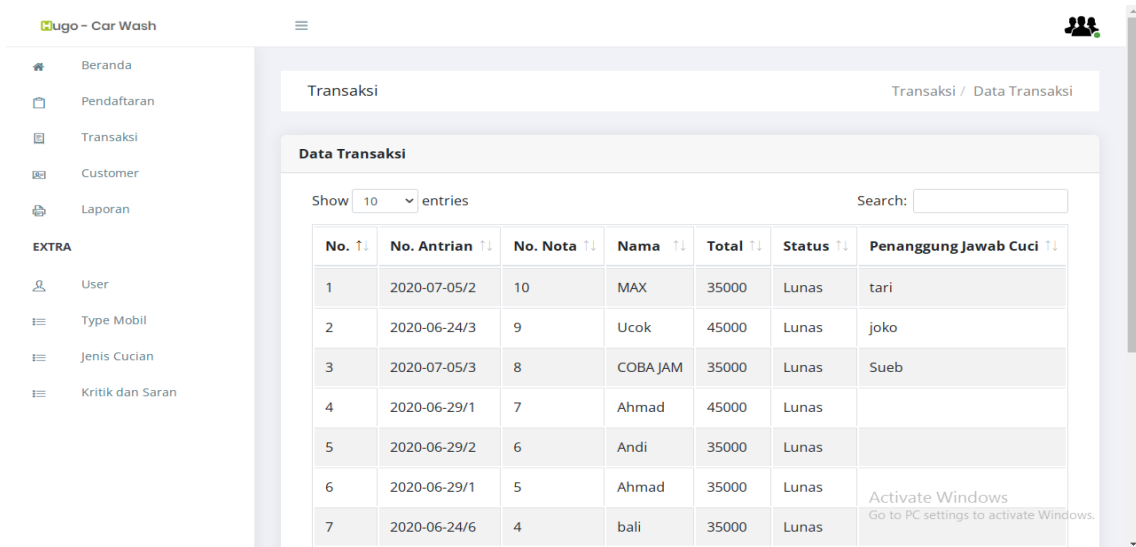 Hugo - Car Wash
Beranda
Pendaftaran
Transaksi
Customer
Laporan
EXTRA
User
Type Mobil
Jenis Cucian
Kritik dan Saran
Transaksi
Transaksi / Data Transaksi
Data Transaksi
Show 10 entries
Search:
No. No. Antrian No. Nota Nama Total Status Penanggung Jawab Cuci
1 2020-07-05/2 10 MAX 35000 Lunas tari
2 2020-06-24/3 9 Ucok 45000 Lunas joko
3 2020-07-05/3 8 COBA JAM 35000 Lunas Sueb
4 2020-06-29/1 7 Ahmad 45000 Lunas
5 2020-06-29/2 6 Andi 35000 Lunas
6 2020-06-29/1 5 Ahmad 35000 Lunas
7 2020-06-24/6 4 bali 35000 Lunas
Activate Windows
Go to PC settings to activate Windows.